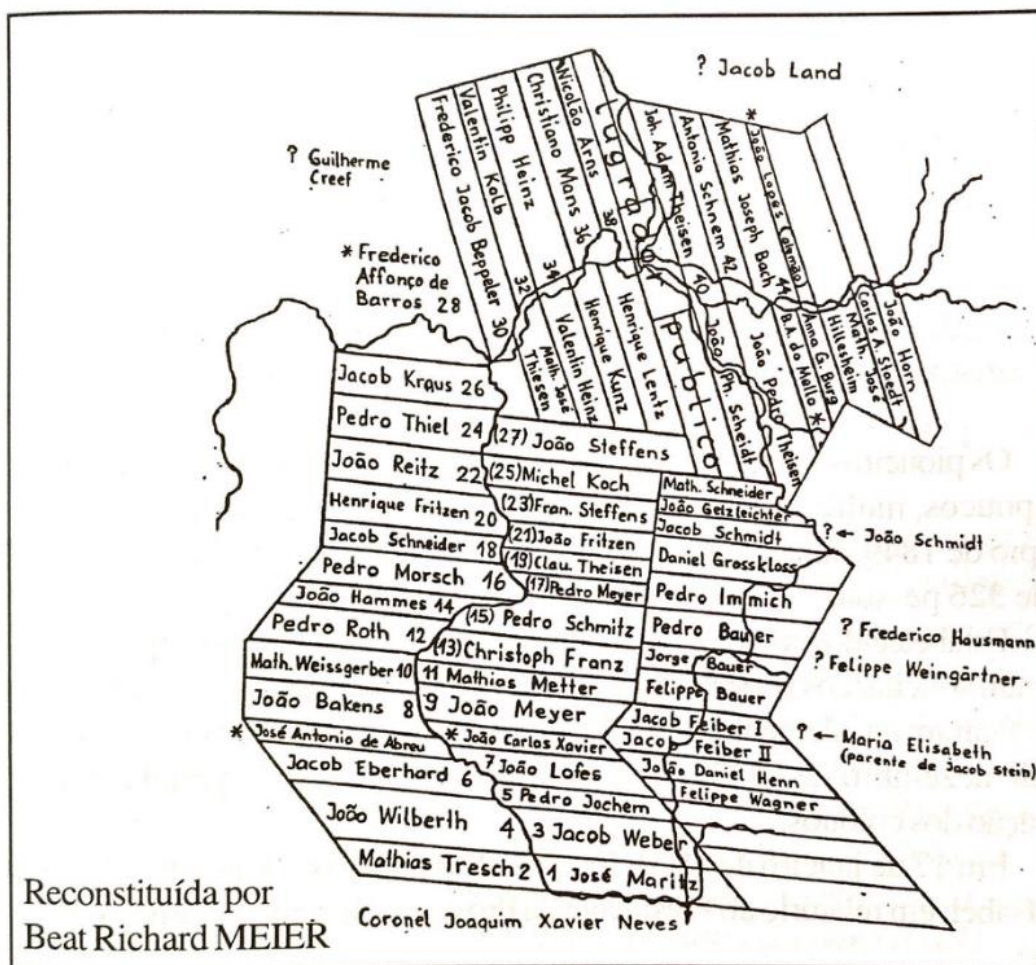 ? Jacob Land
? Guilherme
Creef
* Frederico
Affonço de
Barros 28
Frederico Jacob Beppeler 30
Valentin Kolb 32
Philipp Heinz 34
Christiano Mans 36
Nicolão Arns 38
Lugra
Joh. Adam Theisen 40
Antonio Schnem 42
Mathias Joseph Bach 44
* João Lopes (alemão)
Math. José
Thiesen
Valentin Heinz
Henrique Kunz
Henrique Lentz
Publico
João Ph. Scheidt
João Pedro Theisen
B.A. do Mello *
Anna G. Burg
Math. José
Hillesheim
Carlos A. Staedt
João Horn
Jacob Kraus 26
Pedro Thiel 24
João Reitz 22
Henrique Fritzen 20
Jacob Schneider 18
Pedro Morsch 16
João Hammes 14
Pedro Roth 12
Math. Weissgerber 10
João Bakens 8
* José Antonio de Abreu
Jacob Eberhard 6
João Wilberth 4
Mathias Tresch 2
(27) João Steffens
(25) Michel Koch
(23) Fran. Steffens
(21) João Fritzen
(19) Clau. Theisen
(17) Pedro Meyer
(15) Pedro Schmitz
(13) Christoph Franz
11 Mathias Metter
9 João Meyer
* João Carlos Xavier
7 João Lofes
5 Pedro Jochem
3 Jacob Weber
1 José Maritz
Math. Schneider
João Gelzleichter
Jacob Schmidt
Daniel Grosskloss
Pedro Immich
Pedro Bauer
Jorge Bauer
Felippe Bauer
Jacob Feiber I
Jacob Feiber II
João Daniel Henn
Felippe Wagner
? ← João Schmidt
? Frederico Hausmann
? Felippe Weingärtner
? ← Maria Elisabeth
(parente de Jacob Stein)
Coronel Joaquim Xavier Neves
Reconstituída por
Beat Richard MEIER